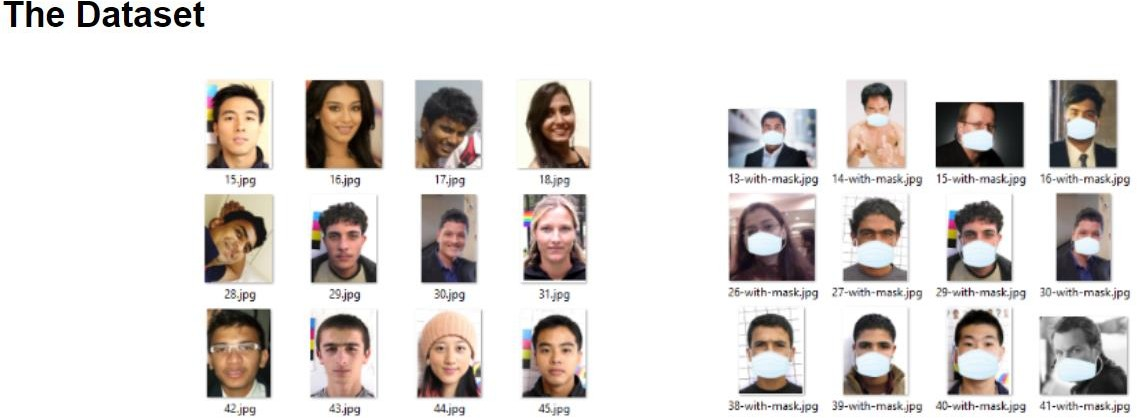 The Dataset
15.jpg 16.jpg 17.jpg 18.jpg 13-with-mask.jpg 14-with-mask.jpg 15-with-mask.jpg 16-with-mask.jpg
28.jpg 29.jpg 30.jpg 31.jpg 26-with-mask.jpg 27-with-mask.jpg 29-with-mask.jpg 30-with-mask.jpg
42.jpg 43.jpg 44.jpg 45.jpg 38-with-mask.jpg 39-with-mask.jpg 40-with-mask.jpg 41-with-mask.jpg